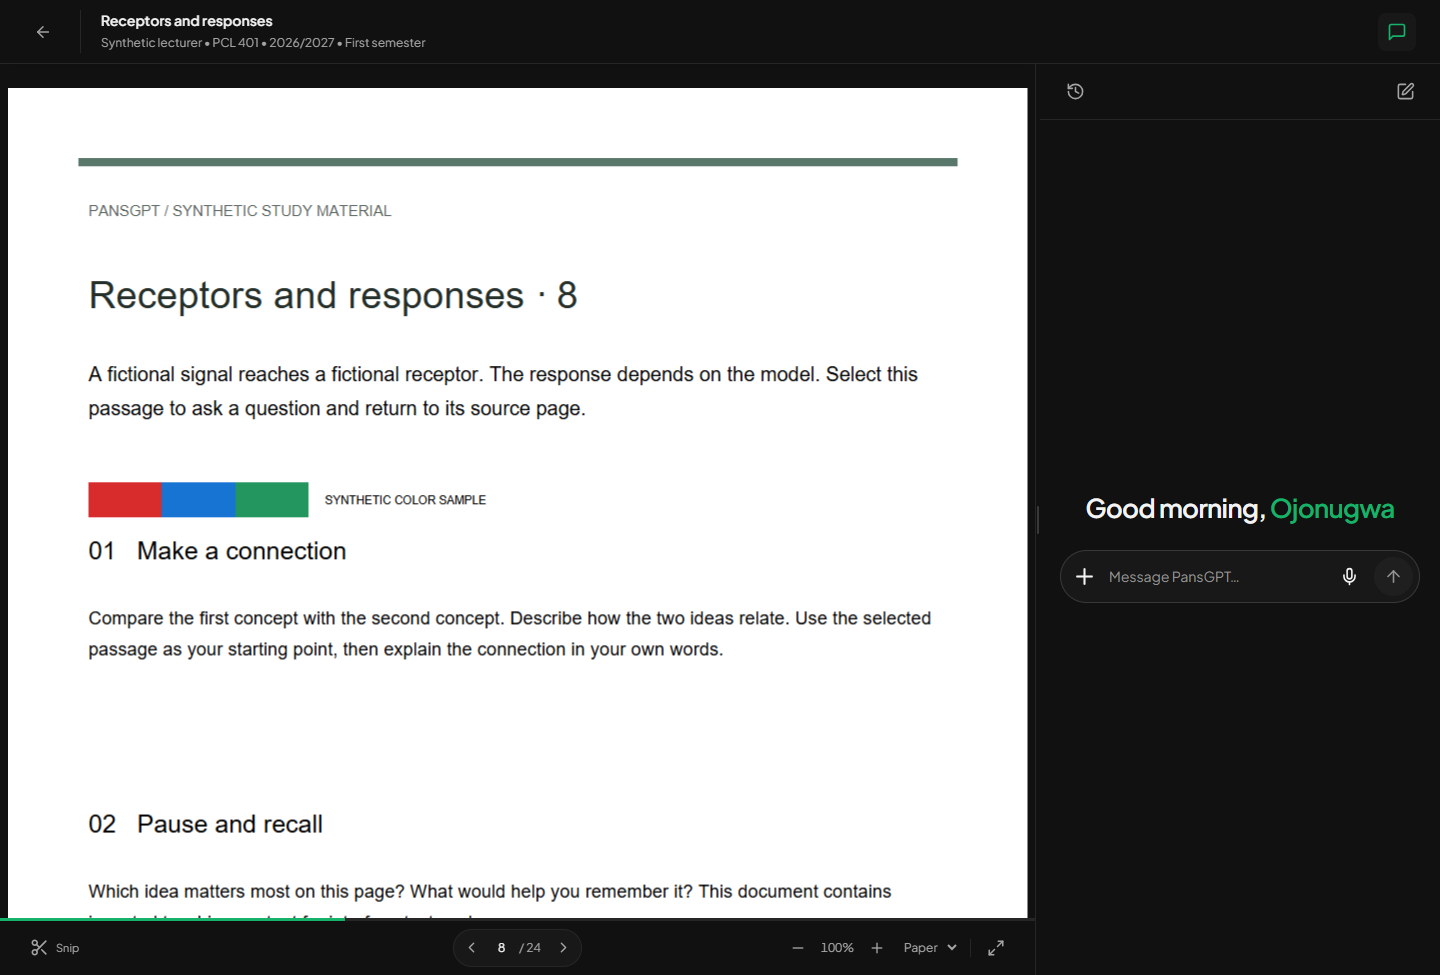 Receptors and responses
Synthetic lecturer • PCL 401 • 2026/2027 • First semester
PANSGPT / SYNTHETIC STUDY MATERIAL
Receptors and responses · 8
A fictional signal reaches a fictional receptor. The response depends on the model. Select this
passage to ask a question and return to its source page.
SYNTHETIC COLOR SAMPLE
01 Make a connection
Compare the first concept with the second concept. Describe how the two ideas relate. Use the selected
passage as your starting point, then explain the connection in your own words.
02 Pause and recall
Which idea matters most on this page? What would help you remember it? This document contains
Snip
8 / 24
100%
Paper
Good morning, Ojonugwa
Message PansGPT...